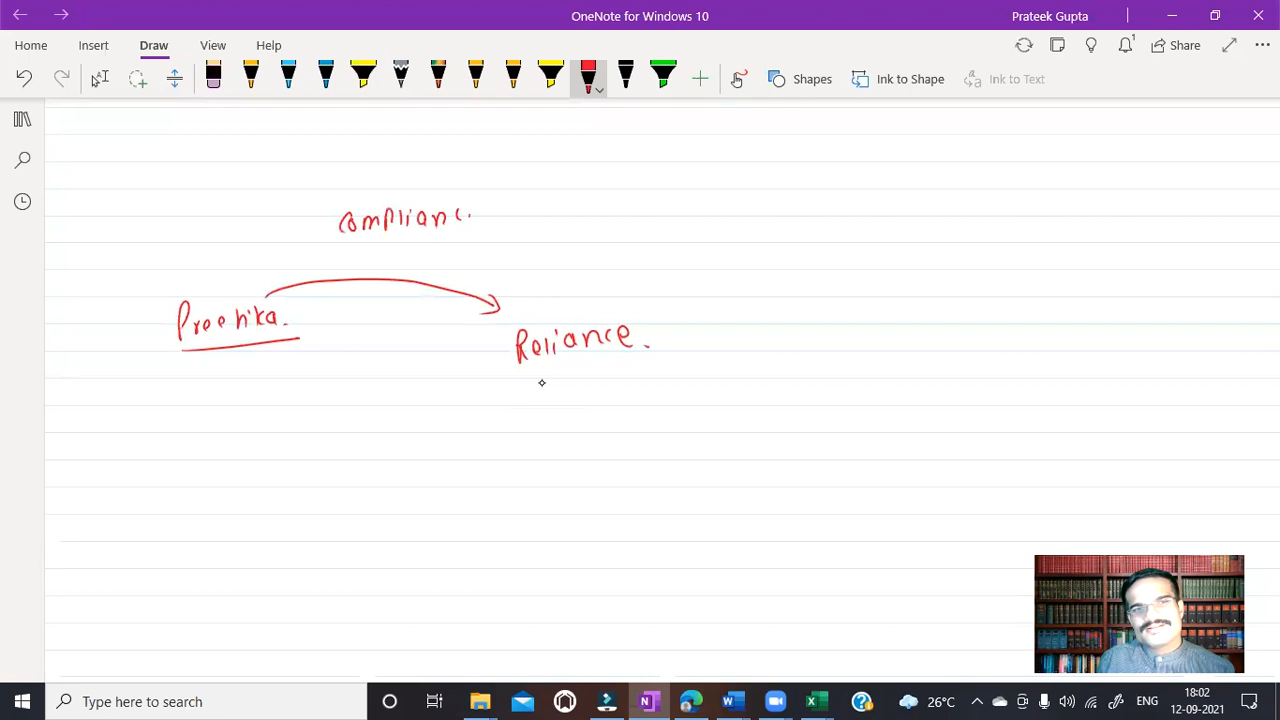 OneNote for Windows 10
Prateek Gupta
Home Insert Draw View Help
Share
Shapes Ink to Shape Ink to Text
complianc.
Preetika.
Reliance.
Type here to search
26°C
ENG
18:02
12-09-2021